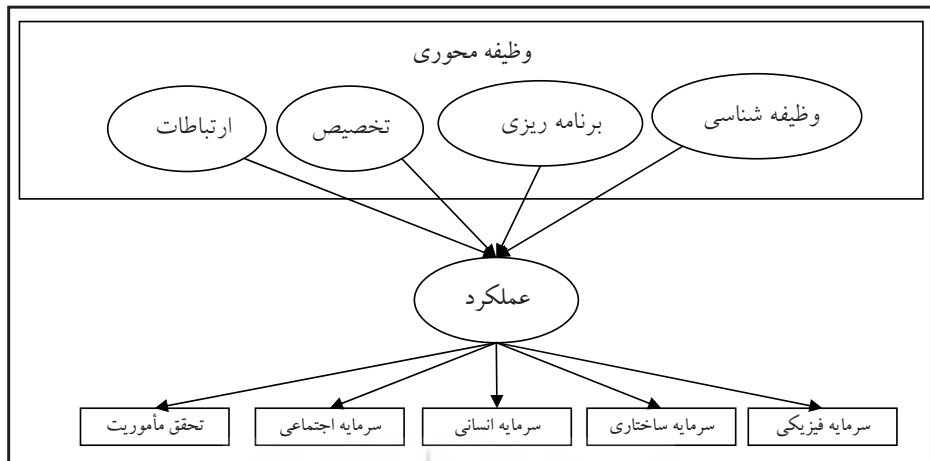 وظیفه محوری
وظیفه شناسی
برنامه ریزی
تخصیص
ارتباطات
عملکرد
سرمایه فیزیکی
سرمایه ساختاری
سرمایه انسانی
سرمایه اجتماعی
تحقق مأموریت